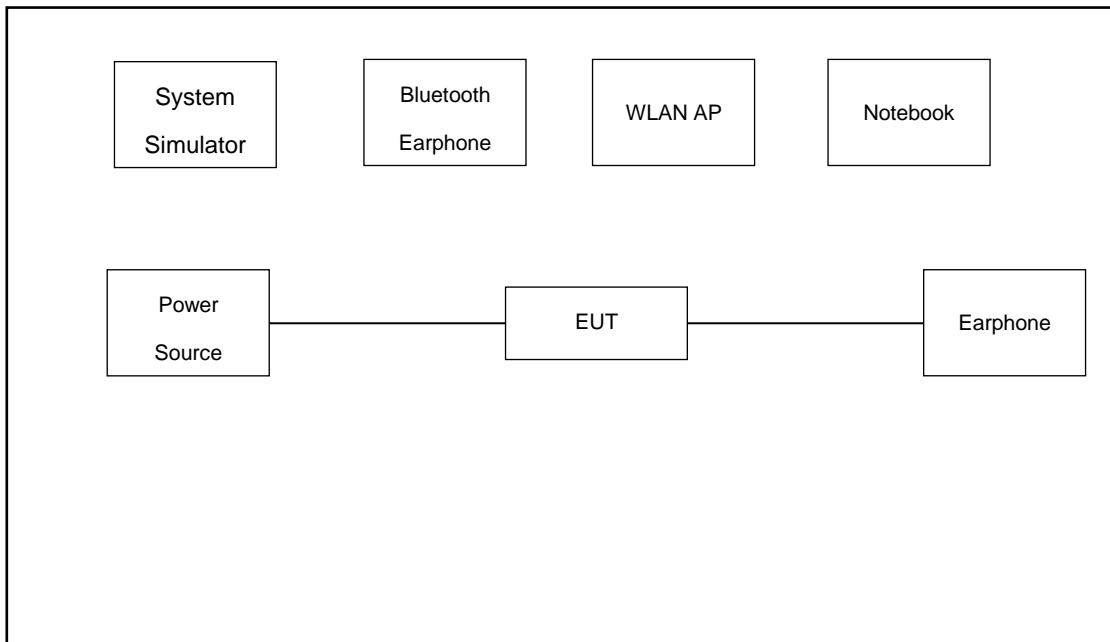 System
Simulator
Bluetooth
Earphone
WLAN AP
Notebook
Power
Source
EUT
Earphone